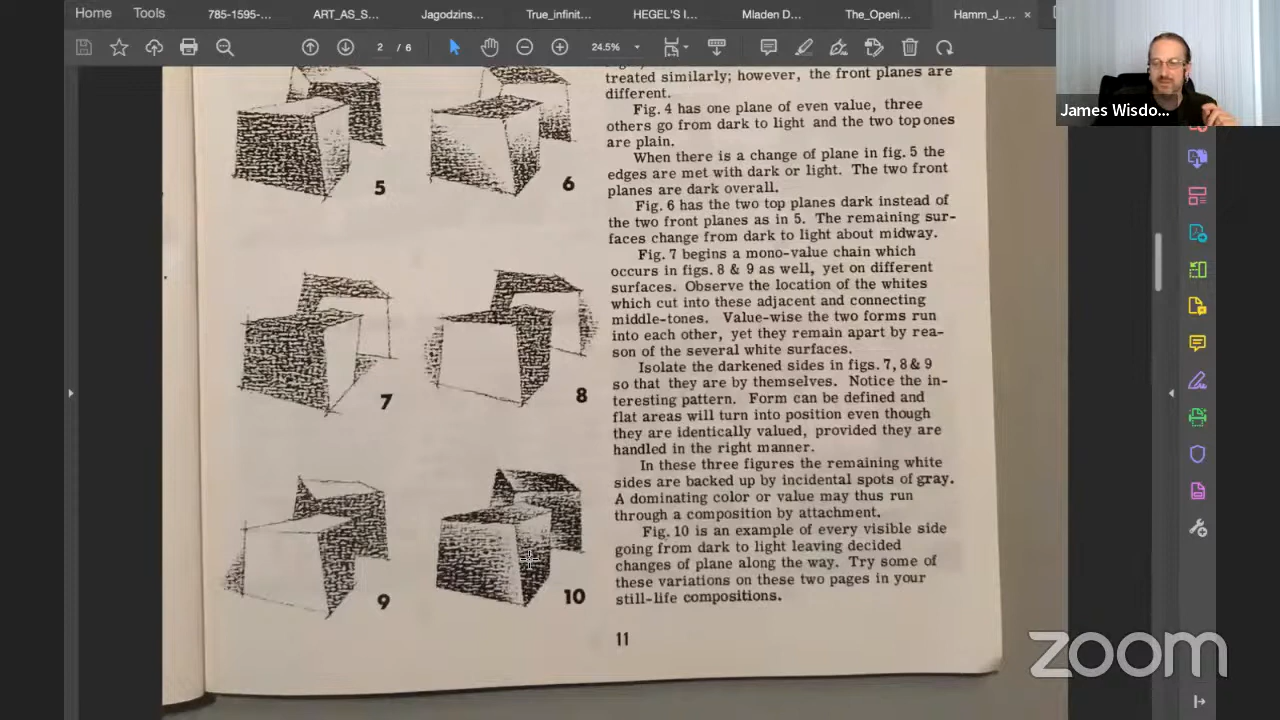 Home
Tools
785-1595-...
ART_AS_S...
Jagodzins...
True_infinit...
HEGEL'S I...
Mladen D...
The_Openi...
Hamm_J_...
2 / 6
24.5%
James Wisdo...
treated similarly; however, the front planes are
different.
Fig. 4 has one plane of even value, three
others go from dark to light and the two top ones
are plain.
When there is a change of plane in fig. 5 the
edges are met with dark or light. The two front
planes are dark overall.
Fig. 6 has the two top planes dark instead of
the two front planes as in 5. The remaining sur-
faces change from dark to light about midway.
Fig. 7 begins a mono-value chain which
occurs in figs. 8 & 9 as well, yet on different
surfaces. Observe the location of the whites
which cut into these adjacent and connecting
middle-tones. Value-wise the two forms run
into each other, yet they remain apart by rea-
son of the several white surfaces.
Isolate the darkened sides in figs. 7, 8 & 9
so that they are by themselves. Notice the in-
teresting pattern. Form can be defined and
flat areas will turn into position even though
they are identically valued, provided they are
handled in the right manner.
In these three figures the remaining white
sides are backed up by incidental spots of gray.
A dominating color or value may thus run
through a composition by attachment.
Fig. 10 is an example of every visible side
going from dark to light leaving decided
changes of plane along the way. Try some of
these variations on these two pages in your
still-life compositions.
5
6
7
8
9
10
11
zoom